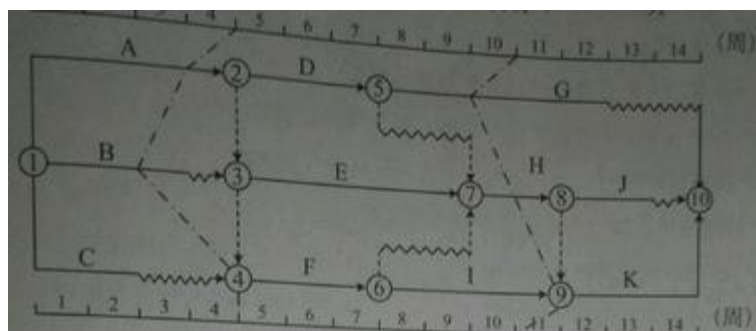 4 5 6 7 8 9 10 11 12 13 14 (周)
A D G
② ⑤
① B ③ E ⑦ H ⑧ J ⑩
C ④ F ⑥ I ⑨ K
1 2 3 4 5 6 7 8 9 10 11 12 13 14 (周)